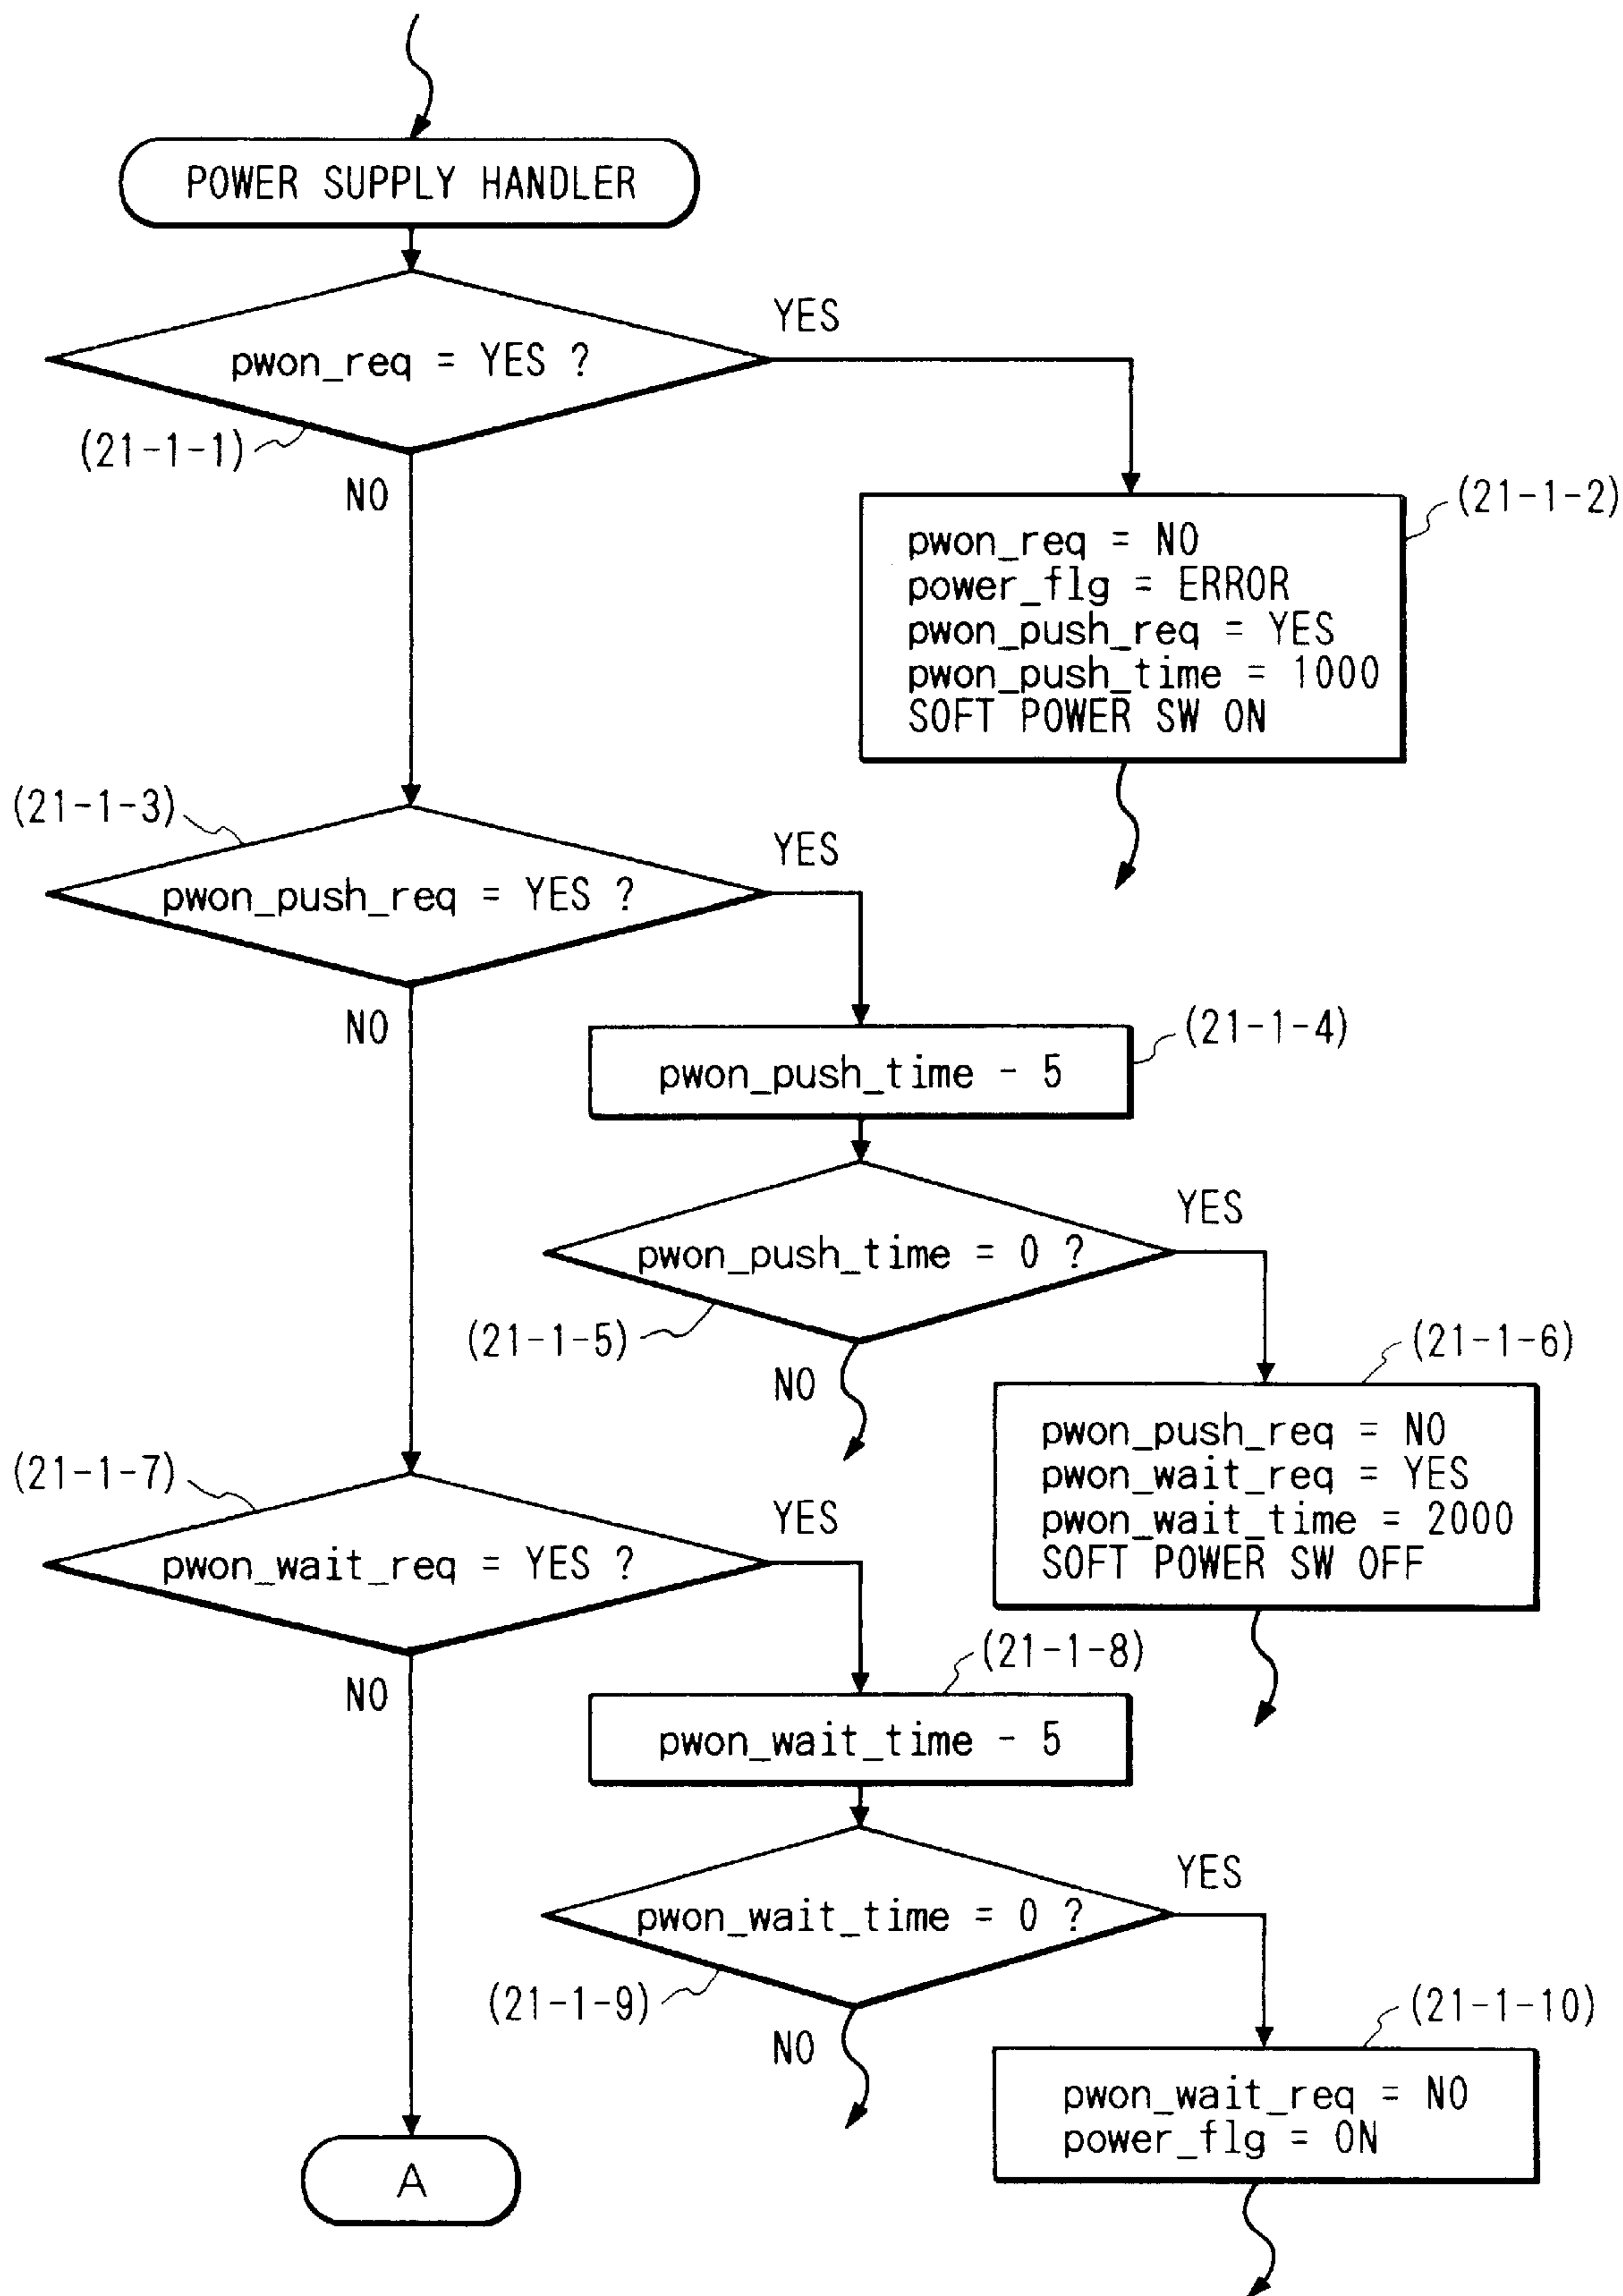 POWER SUPPLY HANDLER
pwon_req = YES ?
YES
(21-1-1)
NO
(21-1-2)
pwon_req = NO
power_flg = ERROR
pwon_push_req = YES
pwon_push_time = 1000
SOFT POWER SW ON
(21-1-3)
pwon_push_req = YES ?
YES
NO
(21-1-4)
pwon_push_time - 5
pwon_push_time = 0 ?
YES
(21-1-5)
NO
(21-1-6)
pwon_push_req = NO
pwon_wait_req = YES
pwon_wait_time = 2000
SOFT POWER SW OFF
(21-1-7)
pwon_wait_req = YES ?
YES
NO
(21-1-8)
pwon_wait_time - 5
pwon_wait_time = 0 ?
YES
(21-1-9)
NO
(21-1-10)
pwon_wait_req = NO
power_flg = ON
A